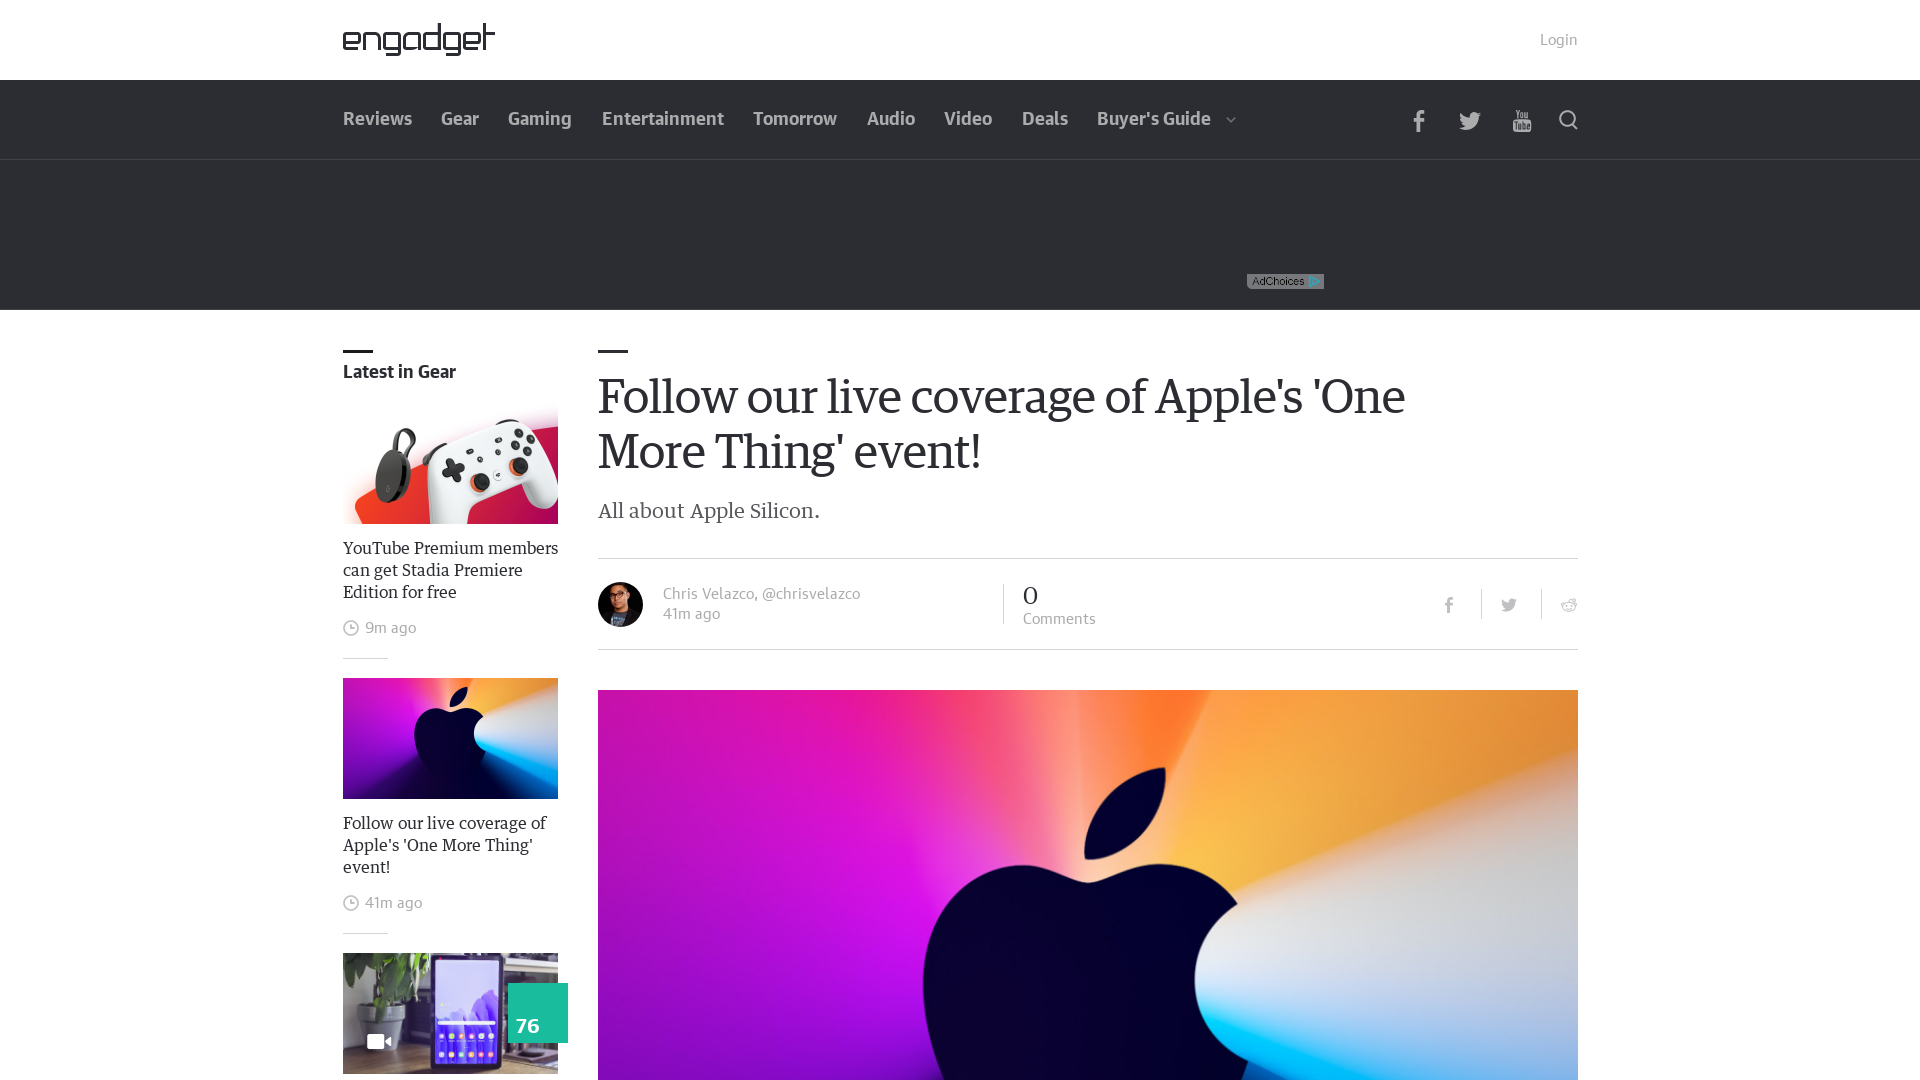 engadget
Login
Reviews
Gear
Gaming
Entertainment
Tomorrow
Audio
Video
Deals
Buyer's Guide
You
Tube
AdChoices
Latest in Gear
YouTube Premium members
can get Stadia Premiere
Edition for free
9m ago
Follow our live coverage of
Apple's 'One More Thing'
event!
41m ago
76
Follow our live coverage of Apple's 'One
More Thing' event!
All about Apple Silicon.
Chris Velazco, @chrisvelazco
41m ago
0
Comments